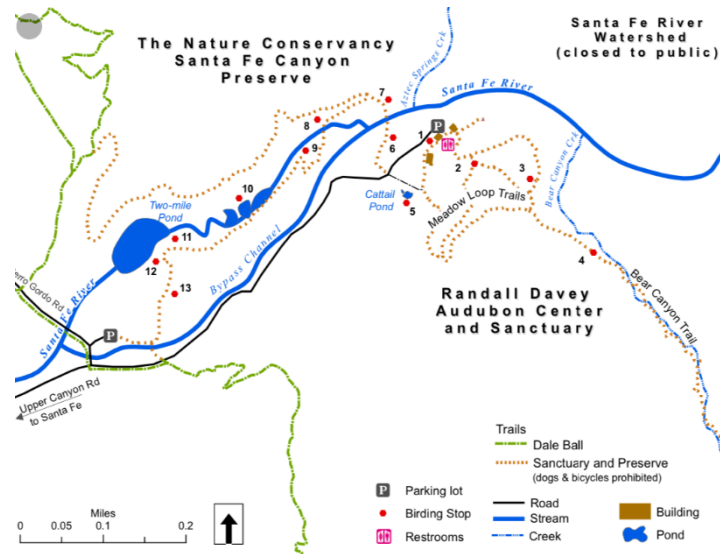 The Nature Conservancy
Santa Fe Canyon
Preserve
Santa Fe River
Watershed
(closed to public)
Aztec Springs Crk
Santa Fe River
7
8
P
1
6
9
2
3
Bear Canyon Crk
10
Two-mile
Pond
Cattail
Pond
5
Meadow Loop Trails
11
12
4
Bypass Channel
13
Bear Canyon Trail
Randall Davey
Audubon Center
and Sanctuary
Gordo Rd
Santa Fe River
P
Upper Canyon Rd
to Santa Fe
Trails
Dale Ball
Sanctuary and Preserve
(dogs & bicycles prohibited)
P Parking lot
Birding Stop
Restrooms
Road
Stream
Creek
Building
Pond
Miles
0 0.05 0.1 0.2